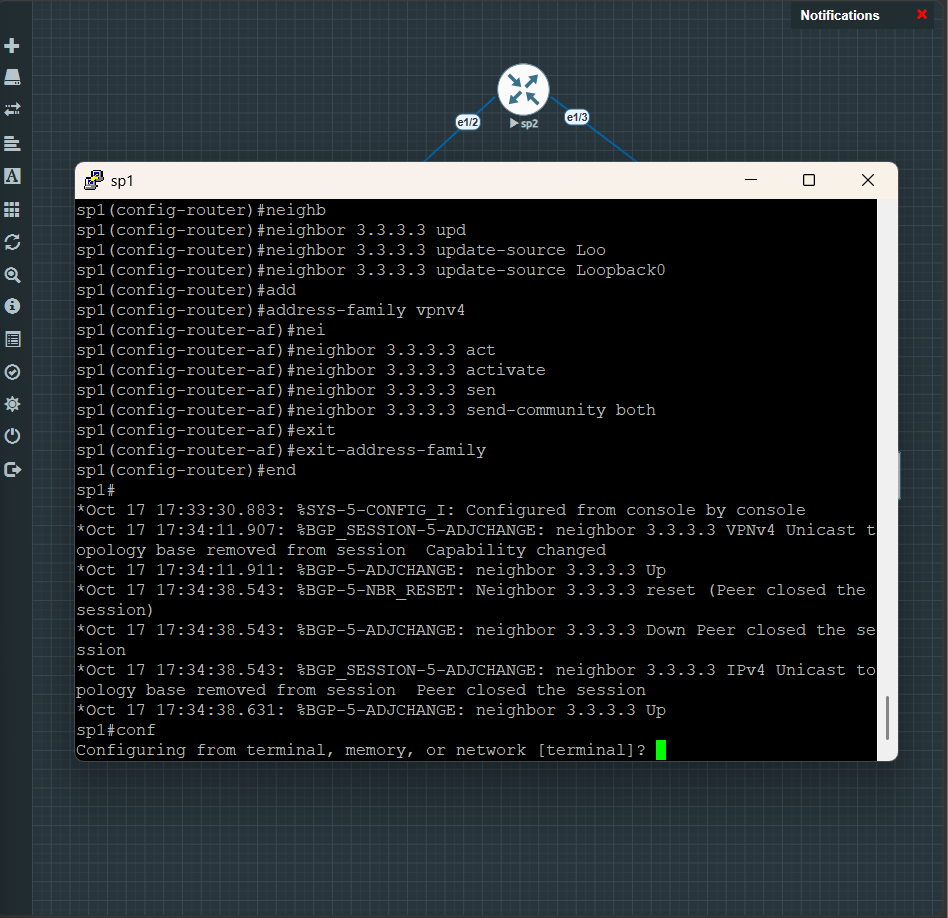 Notifications
e1/2
e1/3
sp2
sp1
sp1(config-router)#neighb
sp1(config-router)#neighbor 3.3.3.3 upd
sp1(config-router)#neighbor 3.3.3.3 update-source Loo
sp1(config-router)#neighbor 3.3.3.3 update-source Loopback0
sp1(config-router)#add
sp1(config-router)#address-family vpnv4
sp1(config-router-af)#nei
sp1(config-router-af)#neighbor 3.3.3.3 act
sp1(config-router-af)#neighbor 3.3.3.3 activate
sp1(config-router-af)#neighbor 3.3.3.3 sen
sp1(config-router-af)#neighbor 3.3.3.3 send-community both
sp1(config-router-af)#exit
sp1(config-router-af)#exit-address-family
sp1(config-router)#end
sp1#
*Oct 17 17:33:30.883: %SYS-5-CONFIG_I: Configured from console by console
*Oct 17 17:34:11.907: %BGP_SESSION-5-ADJCHANGE: neighbor 3.3.3.3 VPNv4 Unicast t
opology base removed from session  Capability changed
*Oct 17 17:34:11.911: %BGP-5-ADJCHANGE: neighbor 3.3.3.3 Up
*Oct 17 17:34:38.543: %BGP-5-NBR_RESET: Neighbor 3.3.3.3 reset (Peer closed the
session)
*Oct 17 17:34:38.543: %BGP-5-ADJCHANGE: neighbor 3.3.3.3 Down Peer closed the se
ssion
*Oct 17 17:34:38.543: %BGP_SESSION-5-ADJCHANGE: neighbor 3.3.3.3 IPv4 Unicast to
pology base removed from session  Peer closed the session
*Oct 17 17:34:38.631: %BGP-5-ADJCHANGE: neighbor 3.3.3.3 Up
sp1#conf
Configuring from terminal, memory, or network [terminal]?